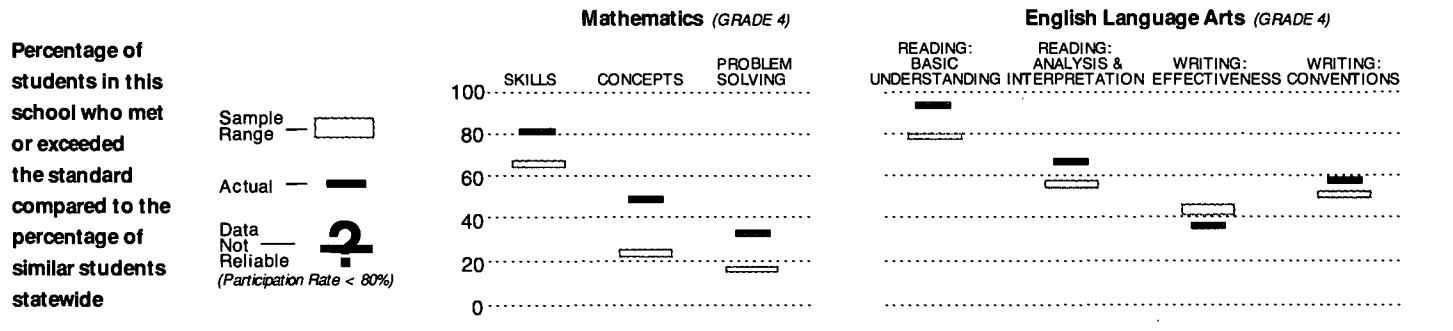 Mathematics (GRADE 4)
English Language Arts (GRADE 4)
Percentage of
students in this
school who met
or exceeded
the standard
compared to the
percentage of
similar students
statewide
Sample
Range
Actual
Data
Not
Reliable
(Participation Rate < 80%)
?
SKILLS
CONCEPTS
PROBLEM
SOLVING
READING:
BASIC
UNDERSTANDING
READING:
ANALYSIS &
INTERPRETATION
WRITING:
EFFECTIVENESS
WRITING:
CONVENTIONS
100
80
60
40
20
0